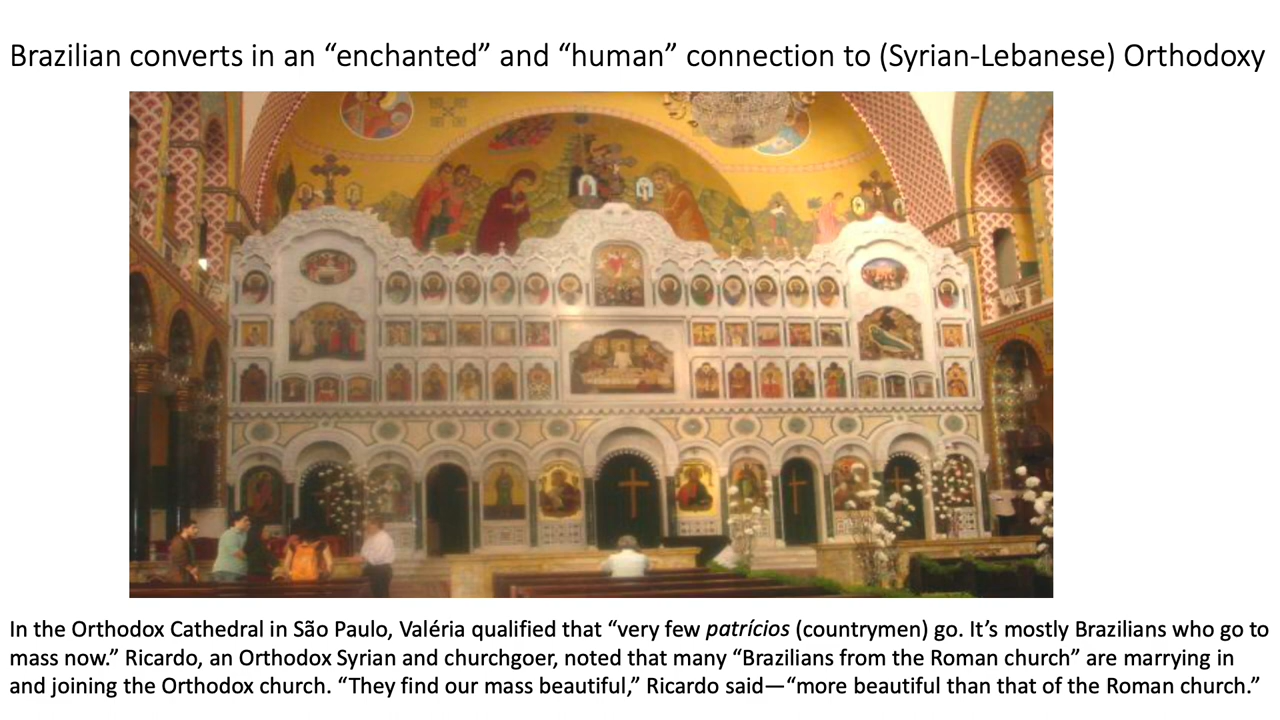 Brazilian converts in an “enchanted” and “human” connection to (Syrian-Lebanese) Orthodoxy
In the Orthodox Cathedral in São Paulo, Valéria qualified that “very few patrícios (countrymen) go. It’s mostly Brazilians who go to
mass now.” Ricardo, an Orthodox Syrian and churchgoer, noted that many “Brazilians from the Roman church” are marrying in
and joining the Orthodox church. “They find our mass beautiful,” Ricardo said—“more beautiful than that of the Roman church.”